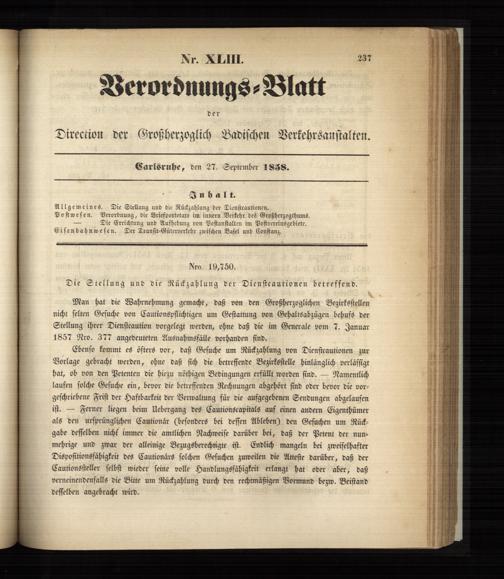 Nr. XLIII.
237
Verordnungs-Blatt
der
Direction der Großherzoglich Badischen Verkehrsanstalten.
Carlsruhe, den 27. September 1858.
Inhalt.
Allgemeines. Die Stellung und die Rückzahlung der Dienstcautionen.
Postwesen. Verordnung, die Briefportotaxe im innern Verkehr des Großherzogthums.
— Die Errichtung und Aufhebung von Postanstalten im Postvereinsgebiete.
Eisenbahnwesen. Der Transit-Güterverkehr zwischen Basel und Constanz.
Nro. 19,750.
Die Stellung und die Rückzahlung der Dienstcautionen betreffend.
Man hat die Wahrnehmung gemacht, daß von den Großherzoglichen Bezirksstellen
nicht selten Gesuche von Cautionspflichtigen um Gestattung von Gehaltsabzügen behufs der
Stellung ihrer Dienstcaution vorgelegt werden, ohne daß die im Generale vom 7. Januar
1857 Nro. 377 angedeuteten Ausnahmsfälle vorhanden sind.
Ebenso kommt es öfters vor, daß Gesuche um Rückzahlung von Dienstcautionen zur
Vorlage gebracht werden, ohne daß sich die betreffende Bezirksstelle hinlänglich verlässigt
hat, ob von den Petenten die hiezu nöthigen Bedingungen erfüllt worden sind. — Namentlich
laufen solche Gesuche ein, bevor die betreffenden Rechnungen abgehört sind oder bevor die vor-
geschriebene Frist der Haftbarkeit der Verwaltung für die aufgegebenen Sendungen abgelaufen
ist. — Ferner liegen beim Uebergang des Cautionscapitals auf einen andern Eigenthümer
als den ursprünglichen Cautionär (besonders bei dessen Ableben) den Gesuchen um Rück-
gabe desselben nicht immer die amtlichen Nachweise darüber bei, daß der Petent der nun-
mehrige und zwar der alleinige Bezugsberechtigte ist. Endlich mangeln bei zweifelhafter
Dispositionsfähigkeit des Cautionärs solchen Gesuchen zuweilen die Atteste darüber, daß der
Cautionssteller selbst wieder seine volle Handlungsfähigkeit erlangt hat oder aber, daß
verneinendenfalls die Bitte um Rückzahlung durch den rechtmäßigen Vormund bezw. Beistand
desselben angebracht wird.